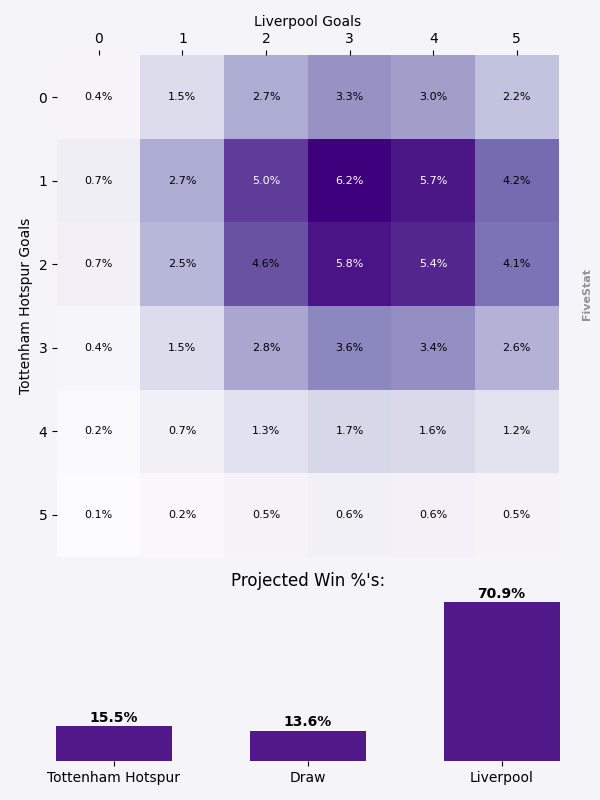 Liverpool Goals
0 1 2 3 4 5
Tottenham Hotspur Goals
0 0.4% 1.5% 2.7% 3.3% 3.0% 2.2%
1 0.7% 2.7% 5.0% 6.2% 5.7% 4.2%
2 0.7% 2.5% 4.6% 5.8% 5.4% 4.1%
3 0.4% 1.5% 2.8% 3.6% 3.4% 2.6%
4 0.2% 0.7% 1.3% 1.7% 1.6% 1.2%
5 0.1% 0.2% 0.5% 0.6% 0.6% 0.5%
FiveStat
Projected Win %'s:
15.5% 13.6% 70.9%
Tottenham Hotspur Draw Liverpool